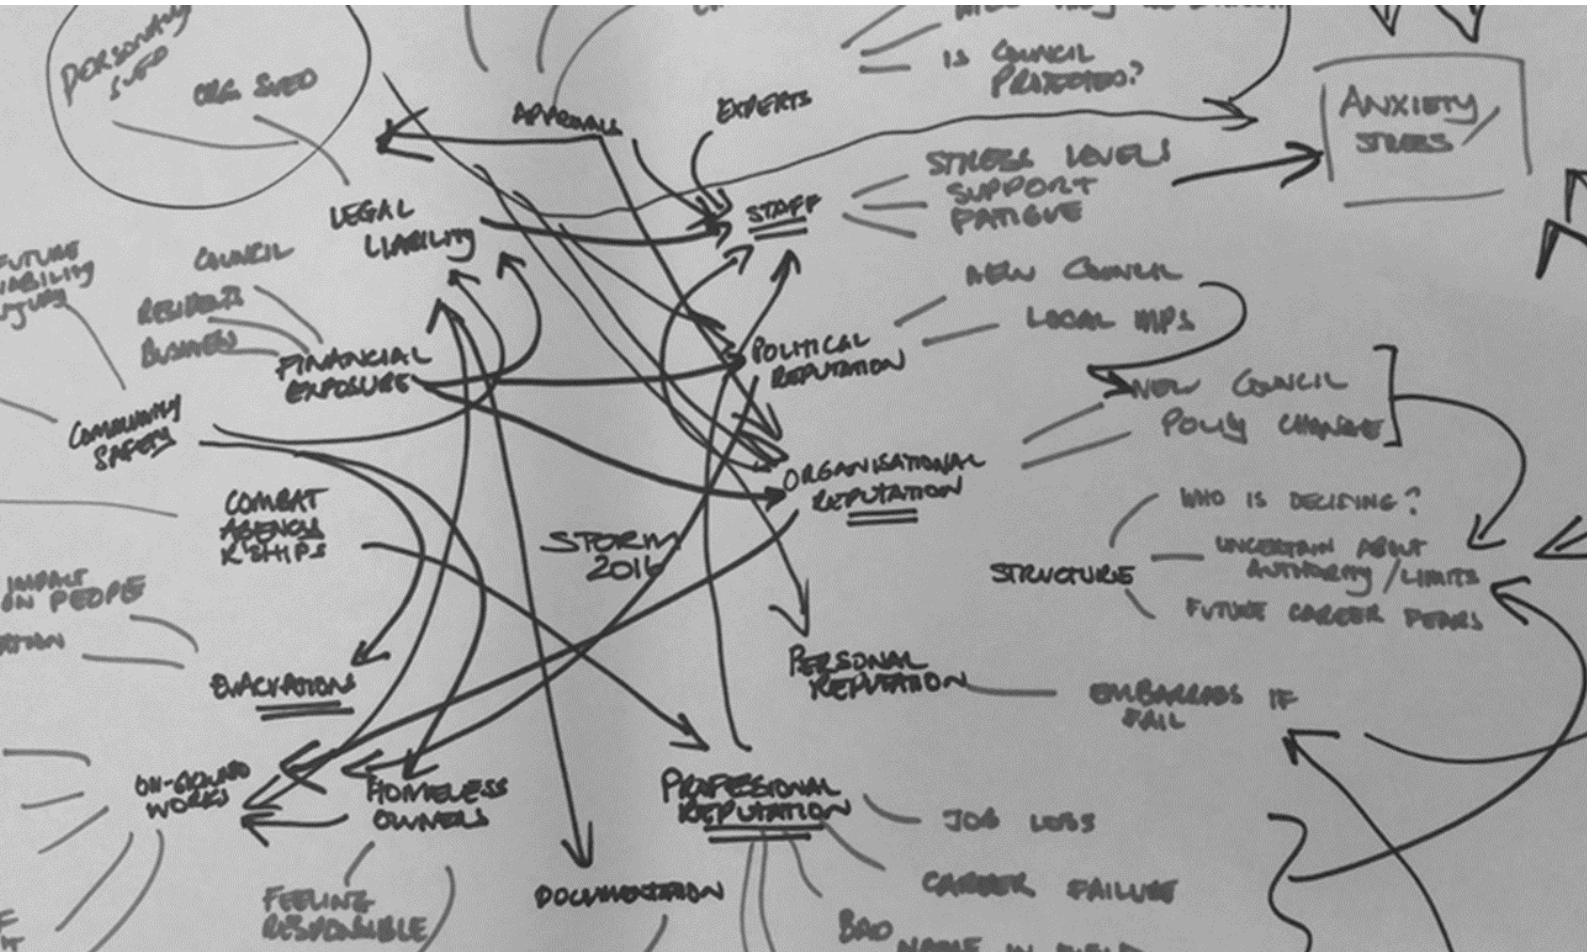 PERSONALLY
SUED
ORG. SUED
IS COUNCIL
PROTECTED?
EXPERTS
APPROVALS
ANXIETY
STRESS
STRESS LEVELS
SUPPORT
FATIGUE
STAFF
LEGAL
LIABILITY
FUTURE
COUNCIL
RESIDENTS
BUSINESS
NEW COUNCIL
LOCAL MPS
FINANCIAL
EXPOSURE
POLITICAL
REPUTATION
NEW COUNCIL
POLICY CHANGE
COMMUNITY
SAFETY
ORGANISATIONAL
REPUTATION
COMBAT
AGENCY
R'SHIPS
STORM
2016
WHO IS DECIDING?
STRUCTURE
UNCERTAIN ABOUT
AUTHORITY / LIMITS
FUTURE CAREER FEARS
IMPACT
ON PEOPLE
EVACUATIONS
PERSONAL
REPUTATION
EMBARRASS IF
FAIL
ON-GROUND
WORKS
HOMELESS
OWNERS
PROFESSIONAL
REPUTATION
JOB LOSS
CAREER FAILURE
DOCUMENTATION
FEELING
RESPONSIBLE
BAD
NAME IN